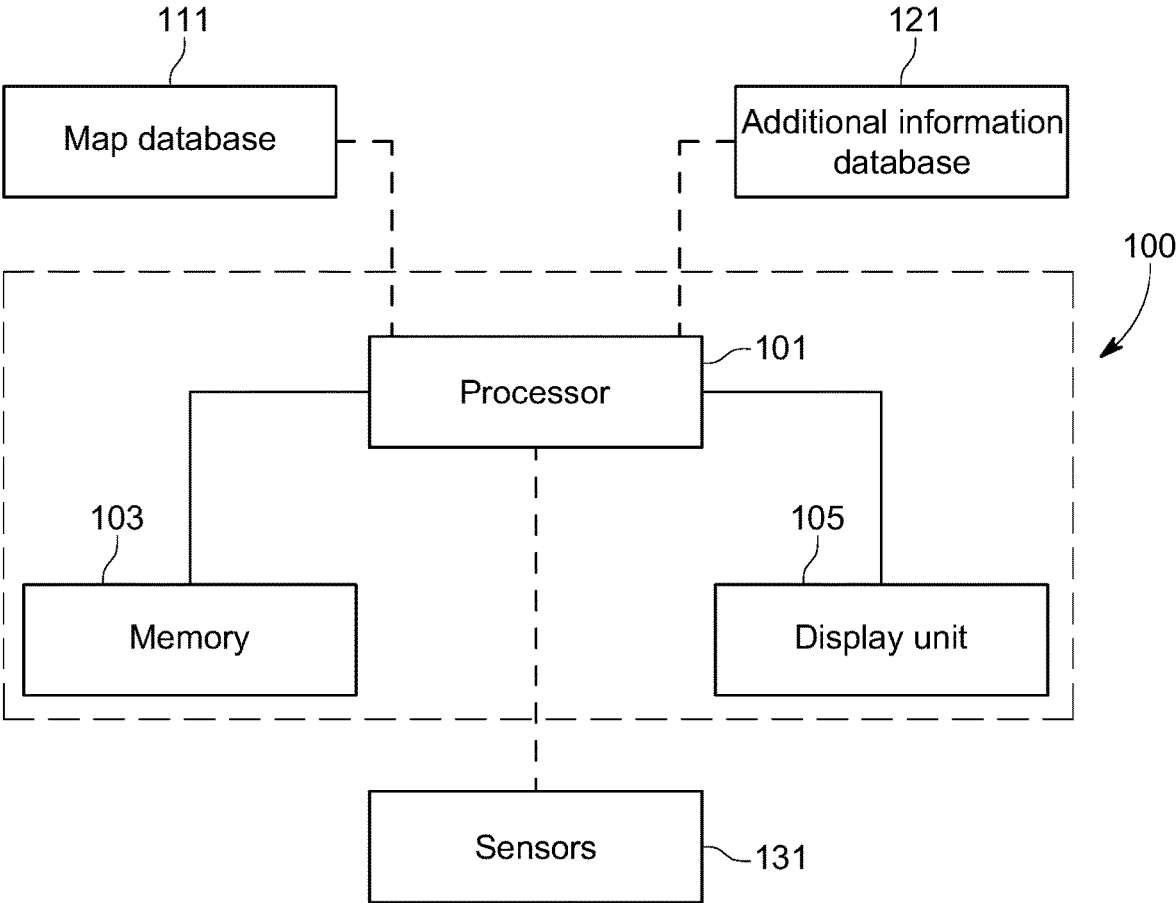 111
121
Map database
Additional information
database
100
101
Processor
103
105
Memory
Display unit
Sensors
131